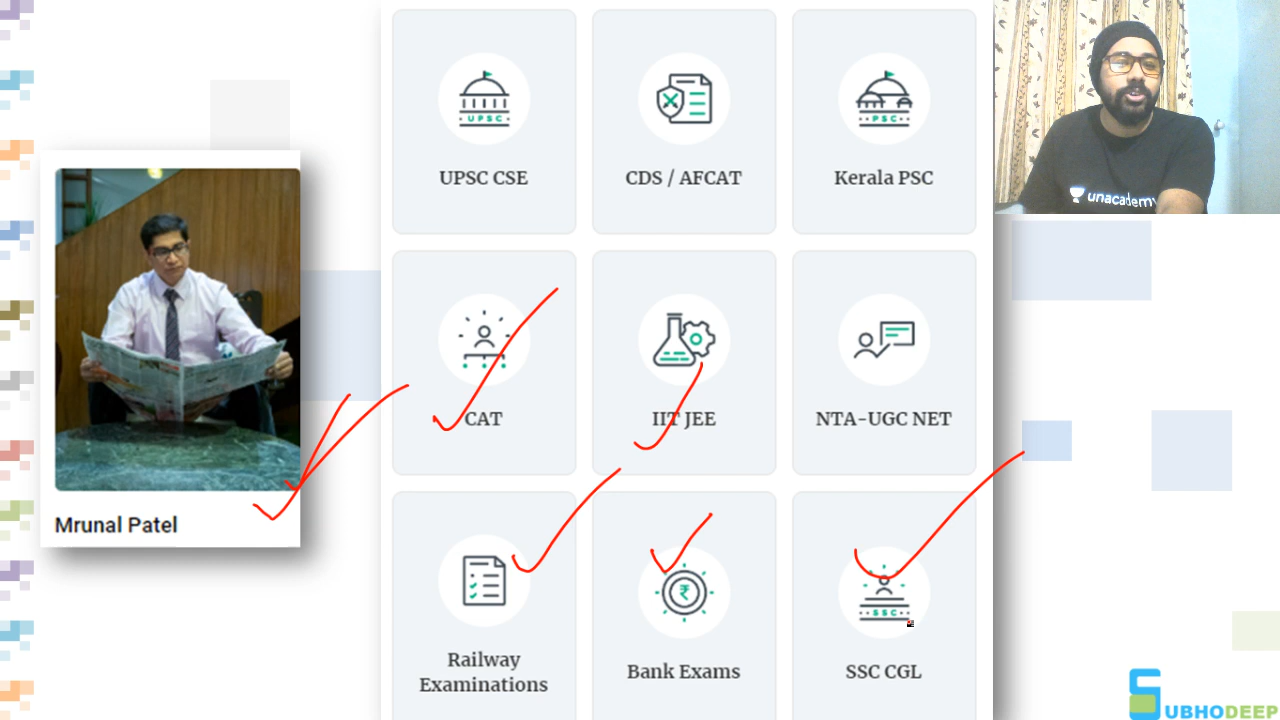 UPSC
UPSC CSE
CDS / AFCAT
PSC
Kerala PSC
unacademy
CAT
IIT JEE
NTA-UGC NET
Mrunal Patel
Railway
Examinations
Bank Exams
SSC
SSC CGL
SUBHODEEP